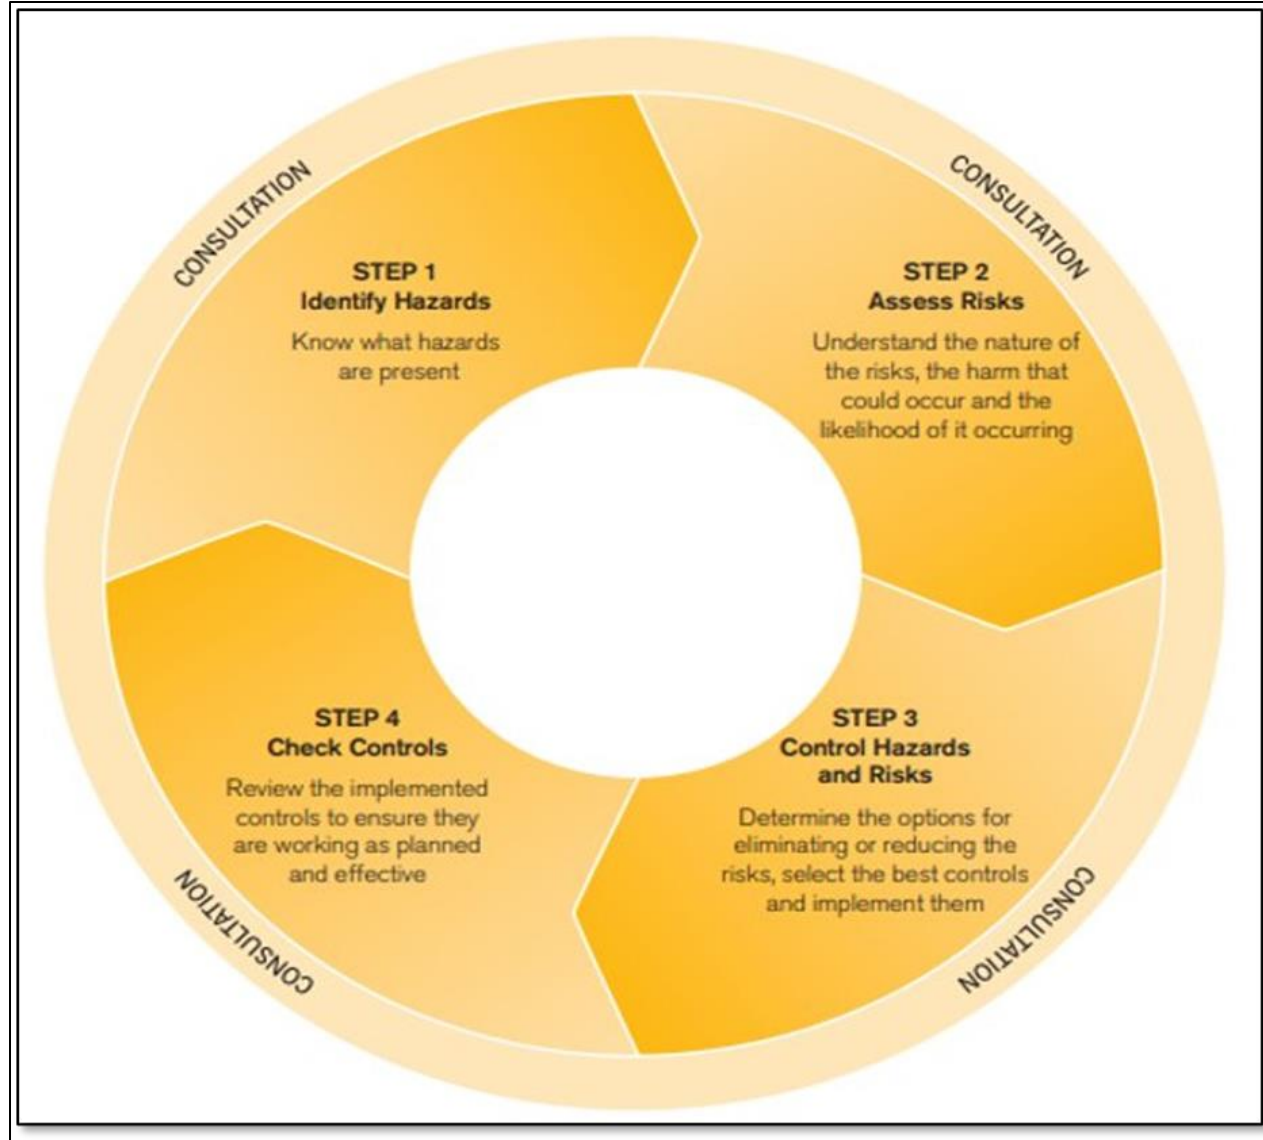 CONSULTATION
STEP 1
Identify Hazards
Know what hazards
are present
CONSULTATION
STEP 2
Assess Risks
Understand the nature of
the risks, the harm that
could occur and the
likelihood of it occurring
STEP 3
Control Hazards
and Risks
Determine the options for
eliminating or reducing the
risks, select the best controls
and implement them
CONSULTATION
STEP 4
Check Controls
Review the implemented
controls to ensure they
are working as planned
and effective
CONSULTATION